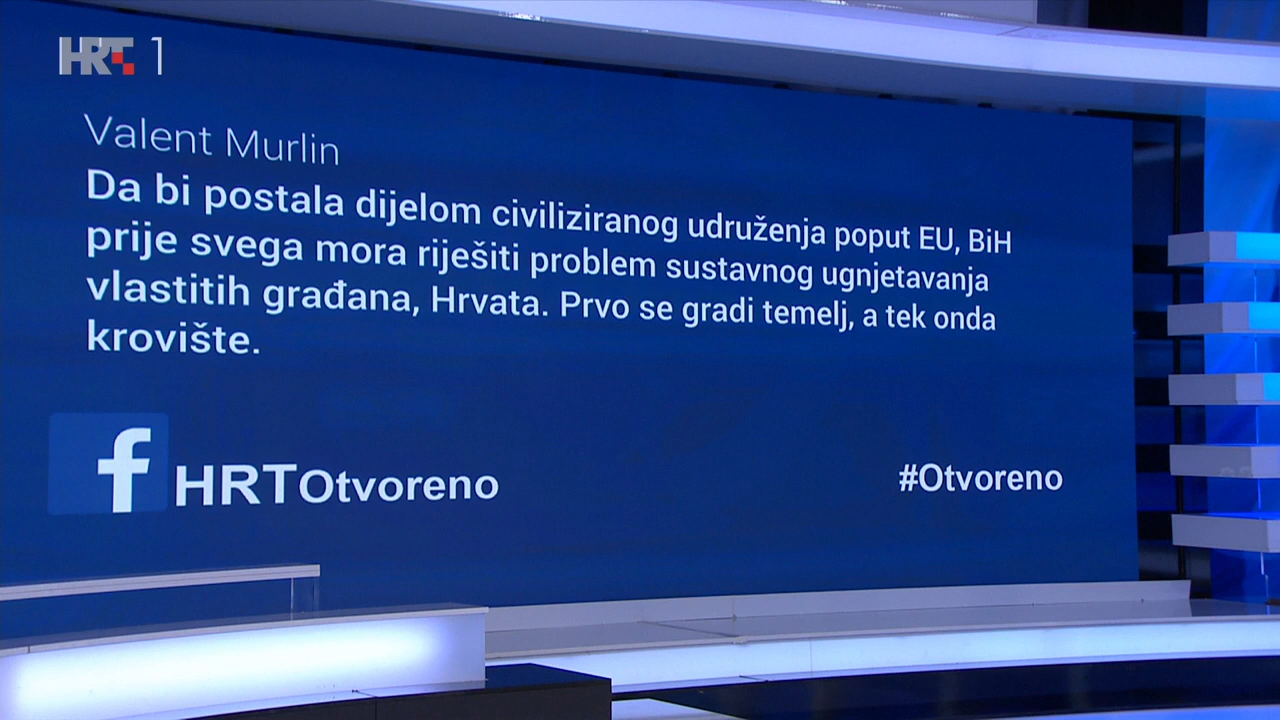 HRT 1
Valent Murlin
Da bi postala dijelom civiliziranog udruženja poput EU, BiH
prije svega mora riješiti problem sustavnog ugnjetavanja
vlastitih građana, Hrvata. Prvo se gradi temelj, a tek onda
krovište.
f HRTOtvoreno
#Otvoreno